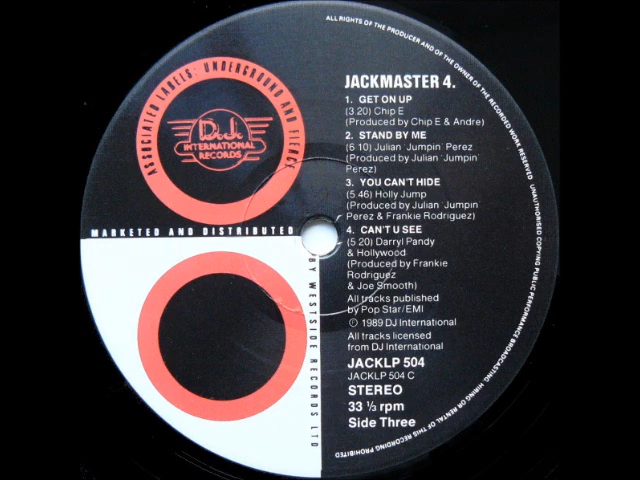 ALL RIGHTS OF THE PRODUCER AND OF THE OWNER OF THE RECORDED WORK RESERVED UNAUTHORISED COPYING PUBLIC PERFORMANCE BROADCASTING HIRING OR RENTAL OF THIS RECORDING PROHIBITED
ASSOCIATED LABELS: UNDERGROUND AND FIERCE
D.J.
INTERNATIONAL
RECORDS
MARKETED AND DISTRIBUTED
BY WESTSIDE RECORDS LTD
JACKMASTER 4.
1. GET ON UP
(3.20) Chip E
(Produced by Chip E & Andre)
2. STAND BY ME
(6.10) Julian 'Jumpin' Perez
(Produced by Julian 'Jumpin'
Perez)
3. YOU CAN'T HIDE
(5.46) Holly Jump
(Produced by Julian 'Jumpin
Perez & Frankie Rodriguez)
4. CAN'T U SEE
(5.20) Darryl Pandy
& Hollywood
(Produced by Frankie
Rodriguez
& Joe Smooth)
All tracks published
by Pop Star/EMI
℗ 1989 DJ International
All tracks licensed
from DJ International
JACKLP 504
JACKLP 504 C
STEREO
33 ⅓ rpm
Side Three